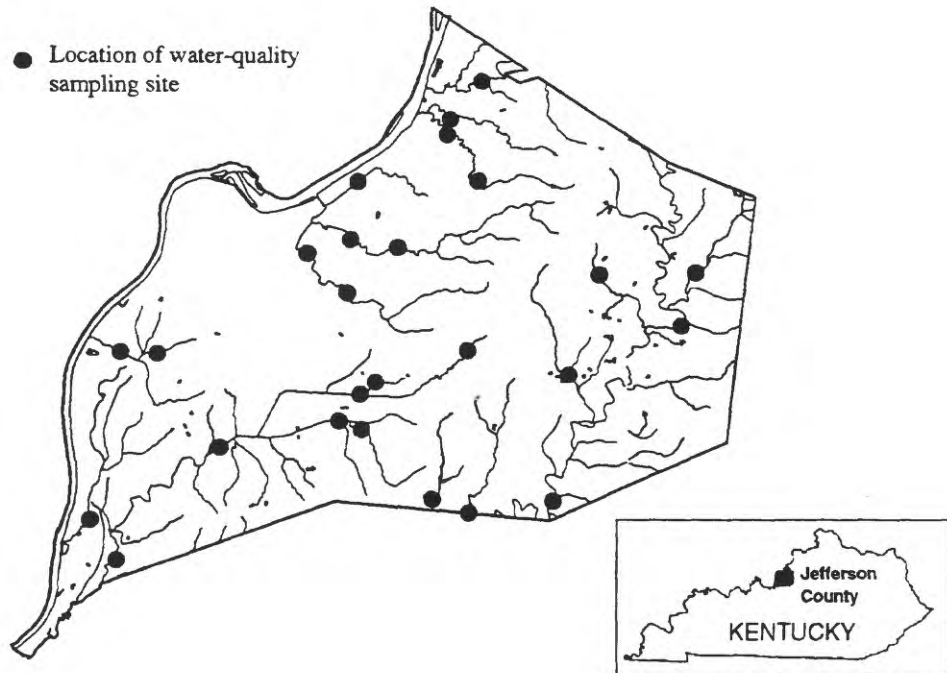 Location of water-quality
sampling site
Jefferson
County
KENTUCKY